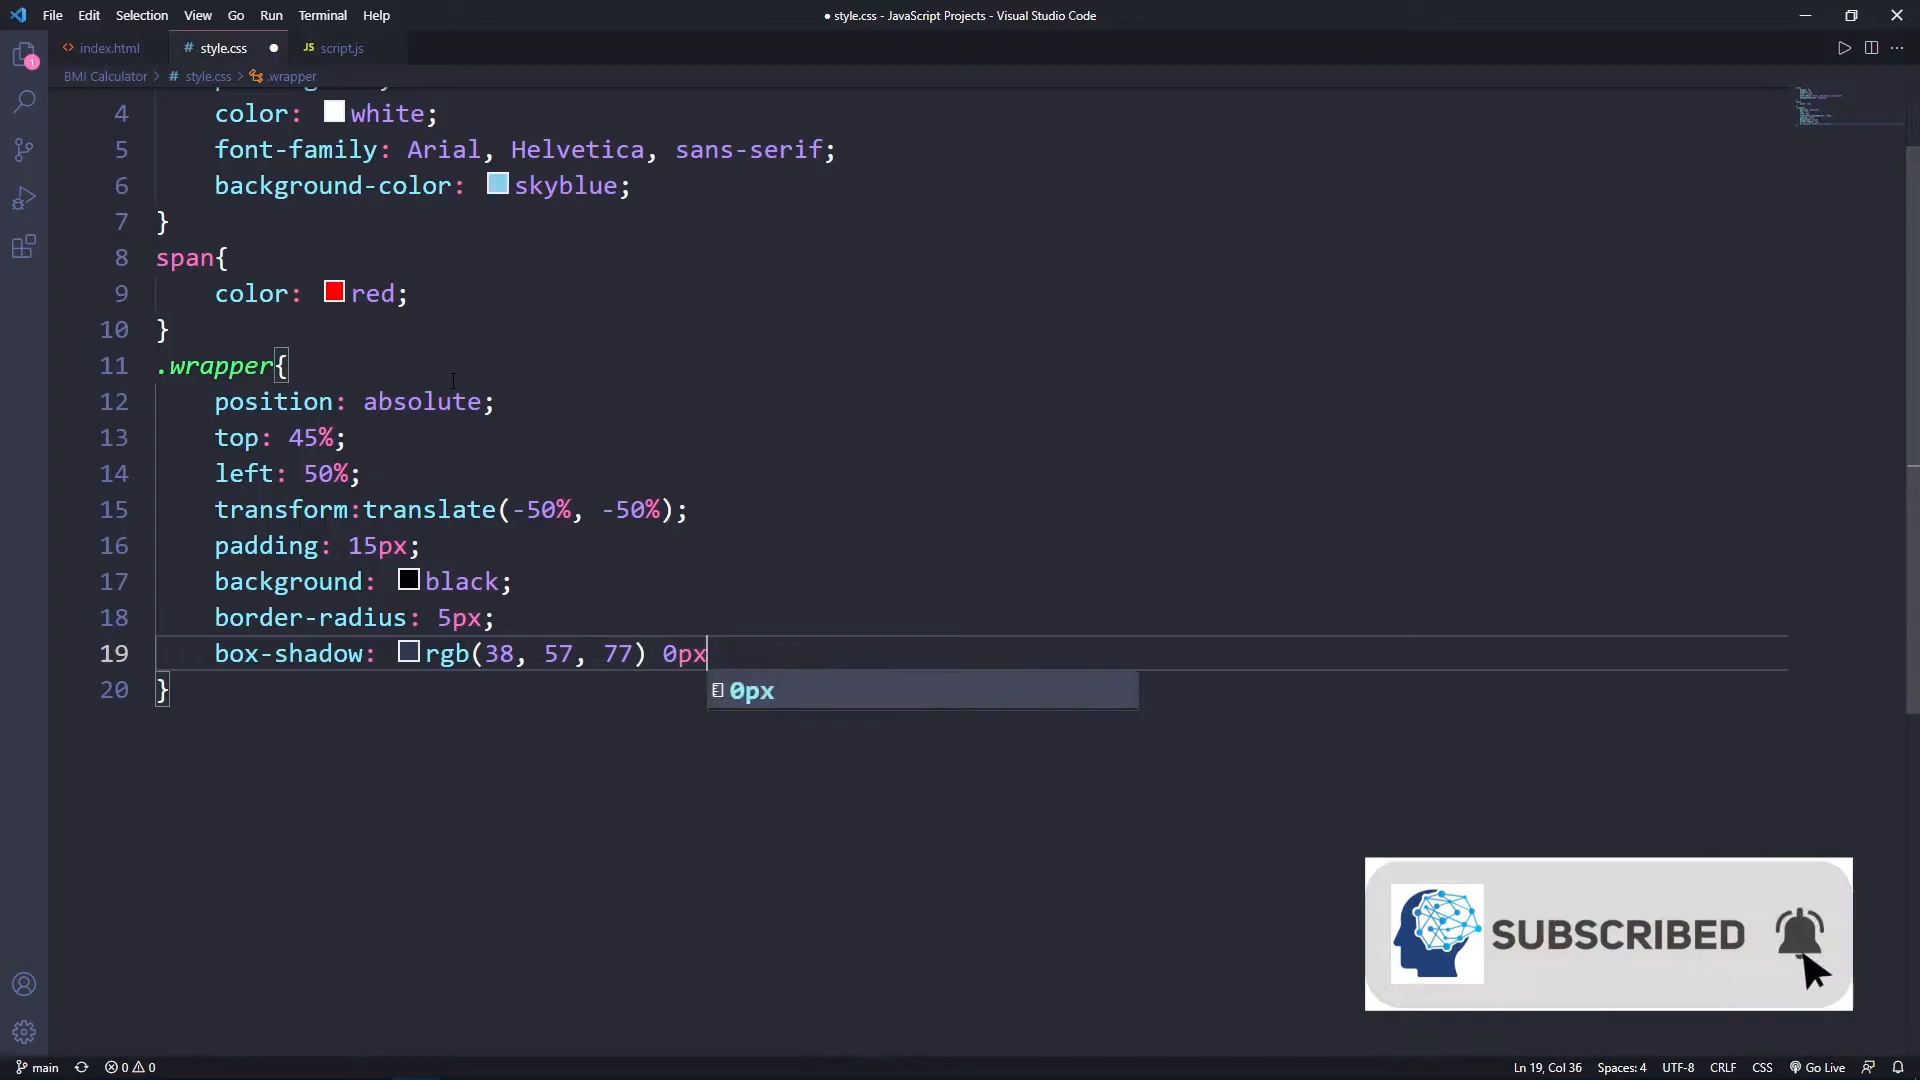 File Edit Selection View Go Run Terminal Help
● style.css - JavaScript Projects - Visual Studio Code
index.html
# style.css ●
JS script.js
BMI Calculator > # style.css > .wrapper
4 color: white;
5 font-family: Arial, Helvetica, sans-serif;
6 background-color: skyblue;
7 }
8 span{
9 color: red;
10 }
11 .wrapper{
12 position: absolute;
13 top: 45%;
14 left: 50%;
15 transform:translate(-50%, -50%);
16 padding: 15px;
17 background: black;
18 border-radius: 5px;
19 box-shadow: rgb(38, 57, 77) 0px
0px
20 }
1
SUBSCRIBED
main 0 0
Ln 19, Col 36 Spaces: 4 UTF-8 CRLF CSS Go Live